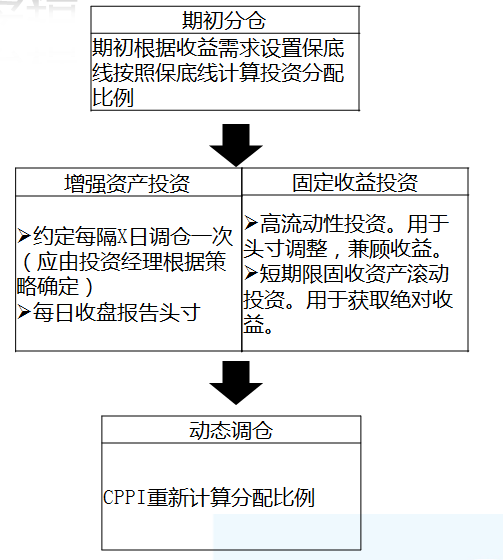 期初分仓
期初根据收益需求设置保底
线按照保底线计算投资分配
比例
增强资产投资
➢约定每隔X日调仓一次
（应由投资经理根据策
略确定）
➢每日收盘报告头寸
固定收益投资
➢高流动性投资。用于
头寸调整，兼顾收益。
➢短期限固收资产滚动
投资。用于获取绝对收
益。
动态调仓
CPPI重新计算分配比例